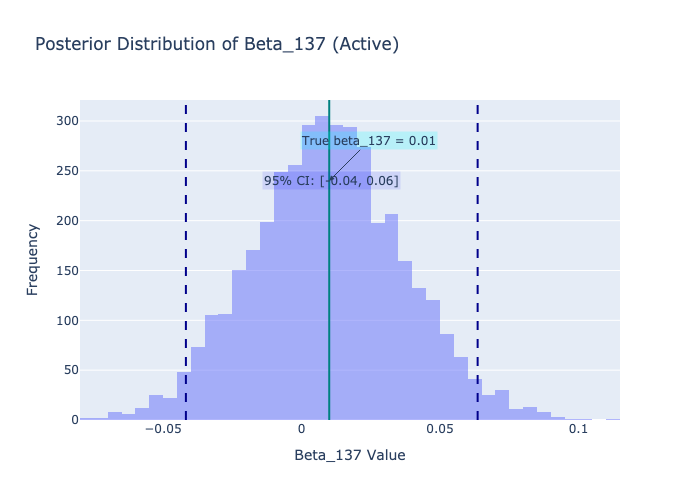 Posterior Distribution of Beta_137 (Active)
300
True beta_137 = 0.01
250
95% CI: [-0.04, 0.06]
200
Frequency
150
100
50
0
−0.05
0
0.05
0.1
Beta_137 Value